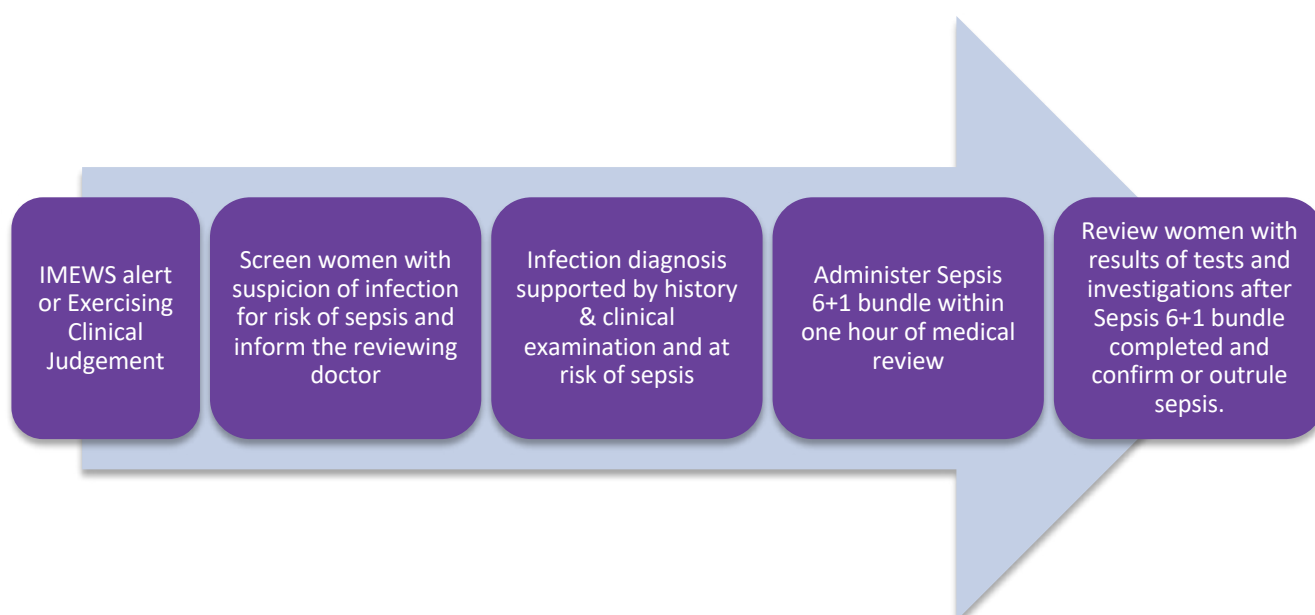 IMEWS alert
or Exercising
Clinical
Judgement
Screen women with
suspicion of infection
for risk of sepsis and
inform the reviewing
doctor
Infection diagnosis
supported by history
& clinical
examination and at
risk of sepsis
Administer Sepsis
6+1 bundle within
one hour of medical
review
Review women with
results of tests and
investigations after
Sepsis 6+1 bundle
completed and
confirm or outrule
sepsis.